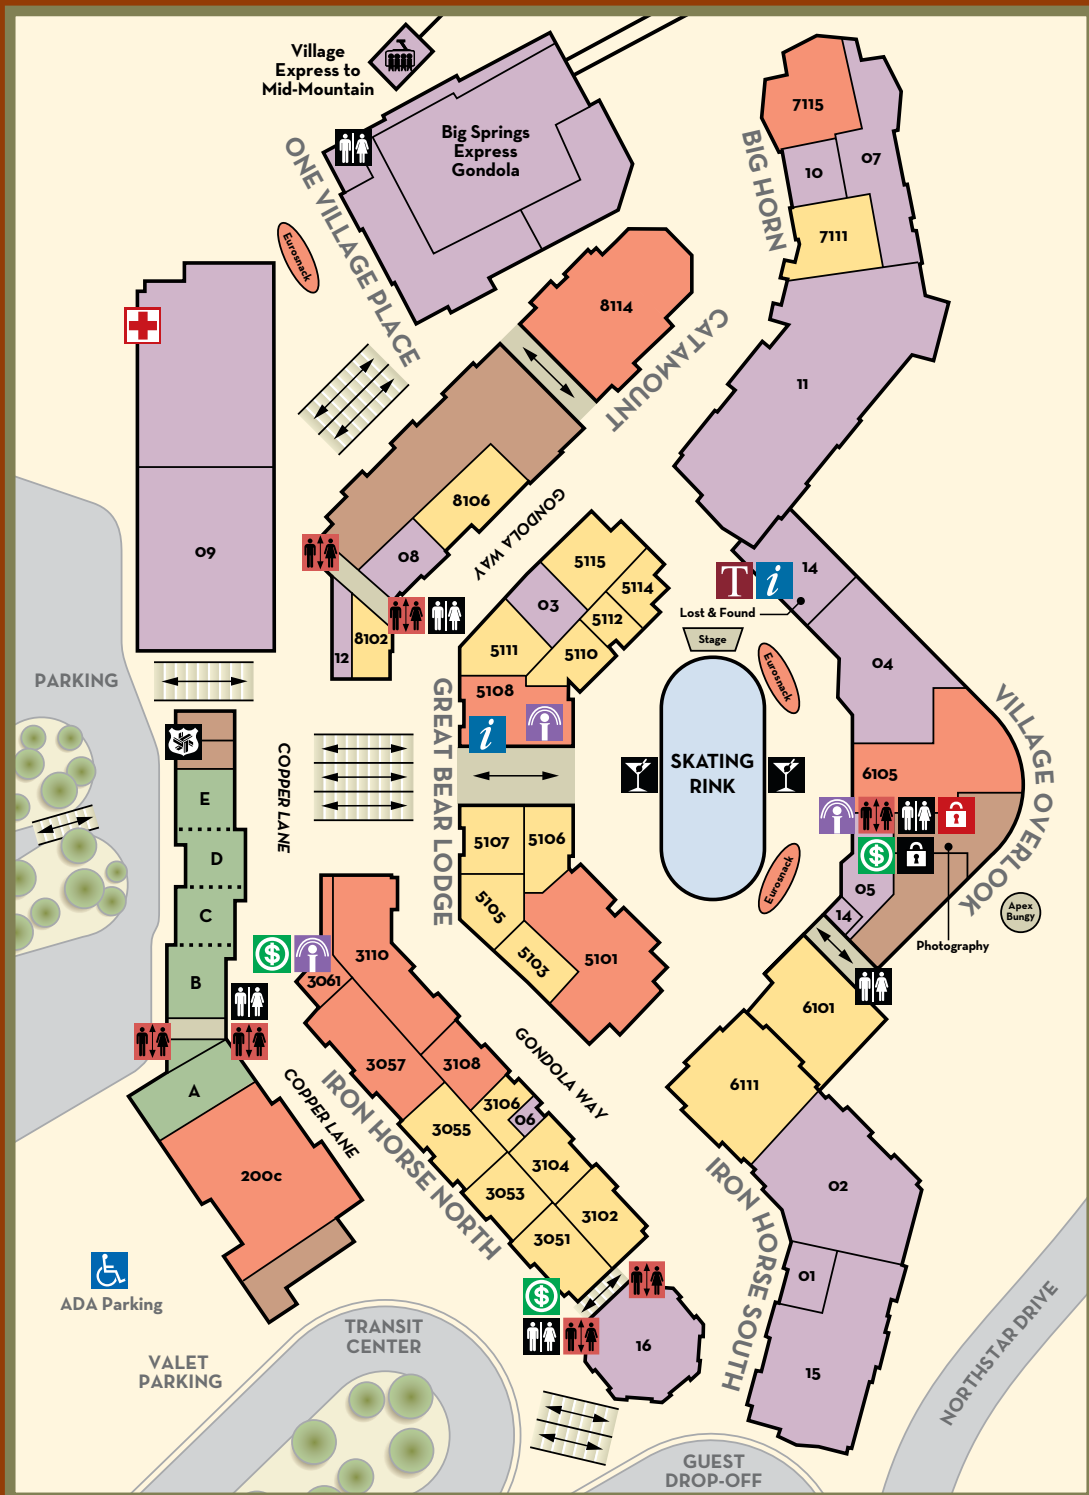 Village
Express to
Mid-Mountain
Big Springs
Express
Gondola
ONE VILLAGE PLACE
Eurosnack
7115
10
07
7111
BIG HORN
11
8114
CATAMOUNT
8106
08
GONDOLA WAY
12
8102
09
PARKING
5115
5114
03
5112
5111
5110
5108
i
T
i
14
Lost & Found
Stage
04
Eurosnack
SKATING
RINK
GREAT BEAR LODGE
COPPER LANE
VILLAGE OVERLOOK
6105
$
05
14
Photography
Apex
Bungy
Eurosnack
E
D
C
B
A
5107
5106
5105
5103
5101
$
3110
3061
3057
3108
3106
06
3055
3104
3053
3102
3051
GONDOLA WAY
IRON HORSE NORTH
COPPER LANE
200c
6101
6111
02
01
15
IRON HORSE SOUTH
$
16
ADA Parking
VALET
PARKING
TRANSIT
CENTER
GUEST
DROP-OFF
NORTHSTAR DRIVE